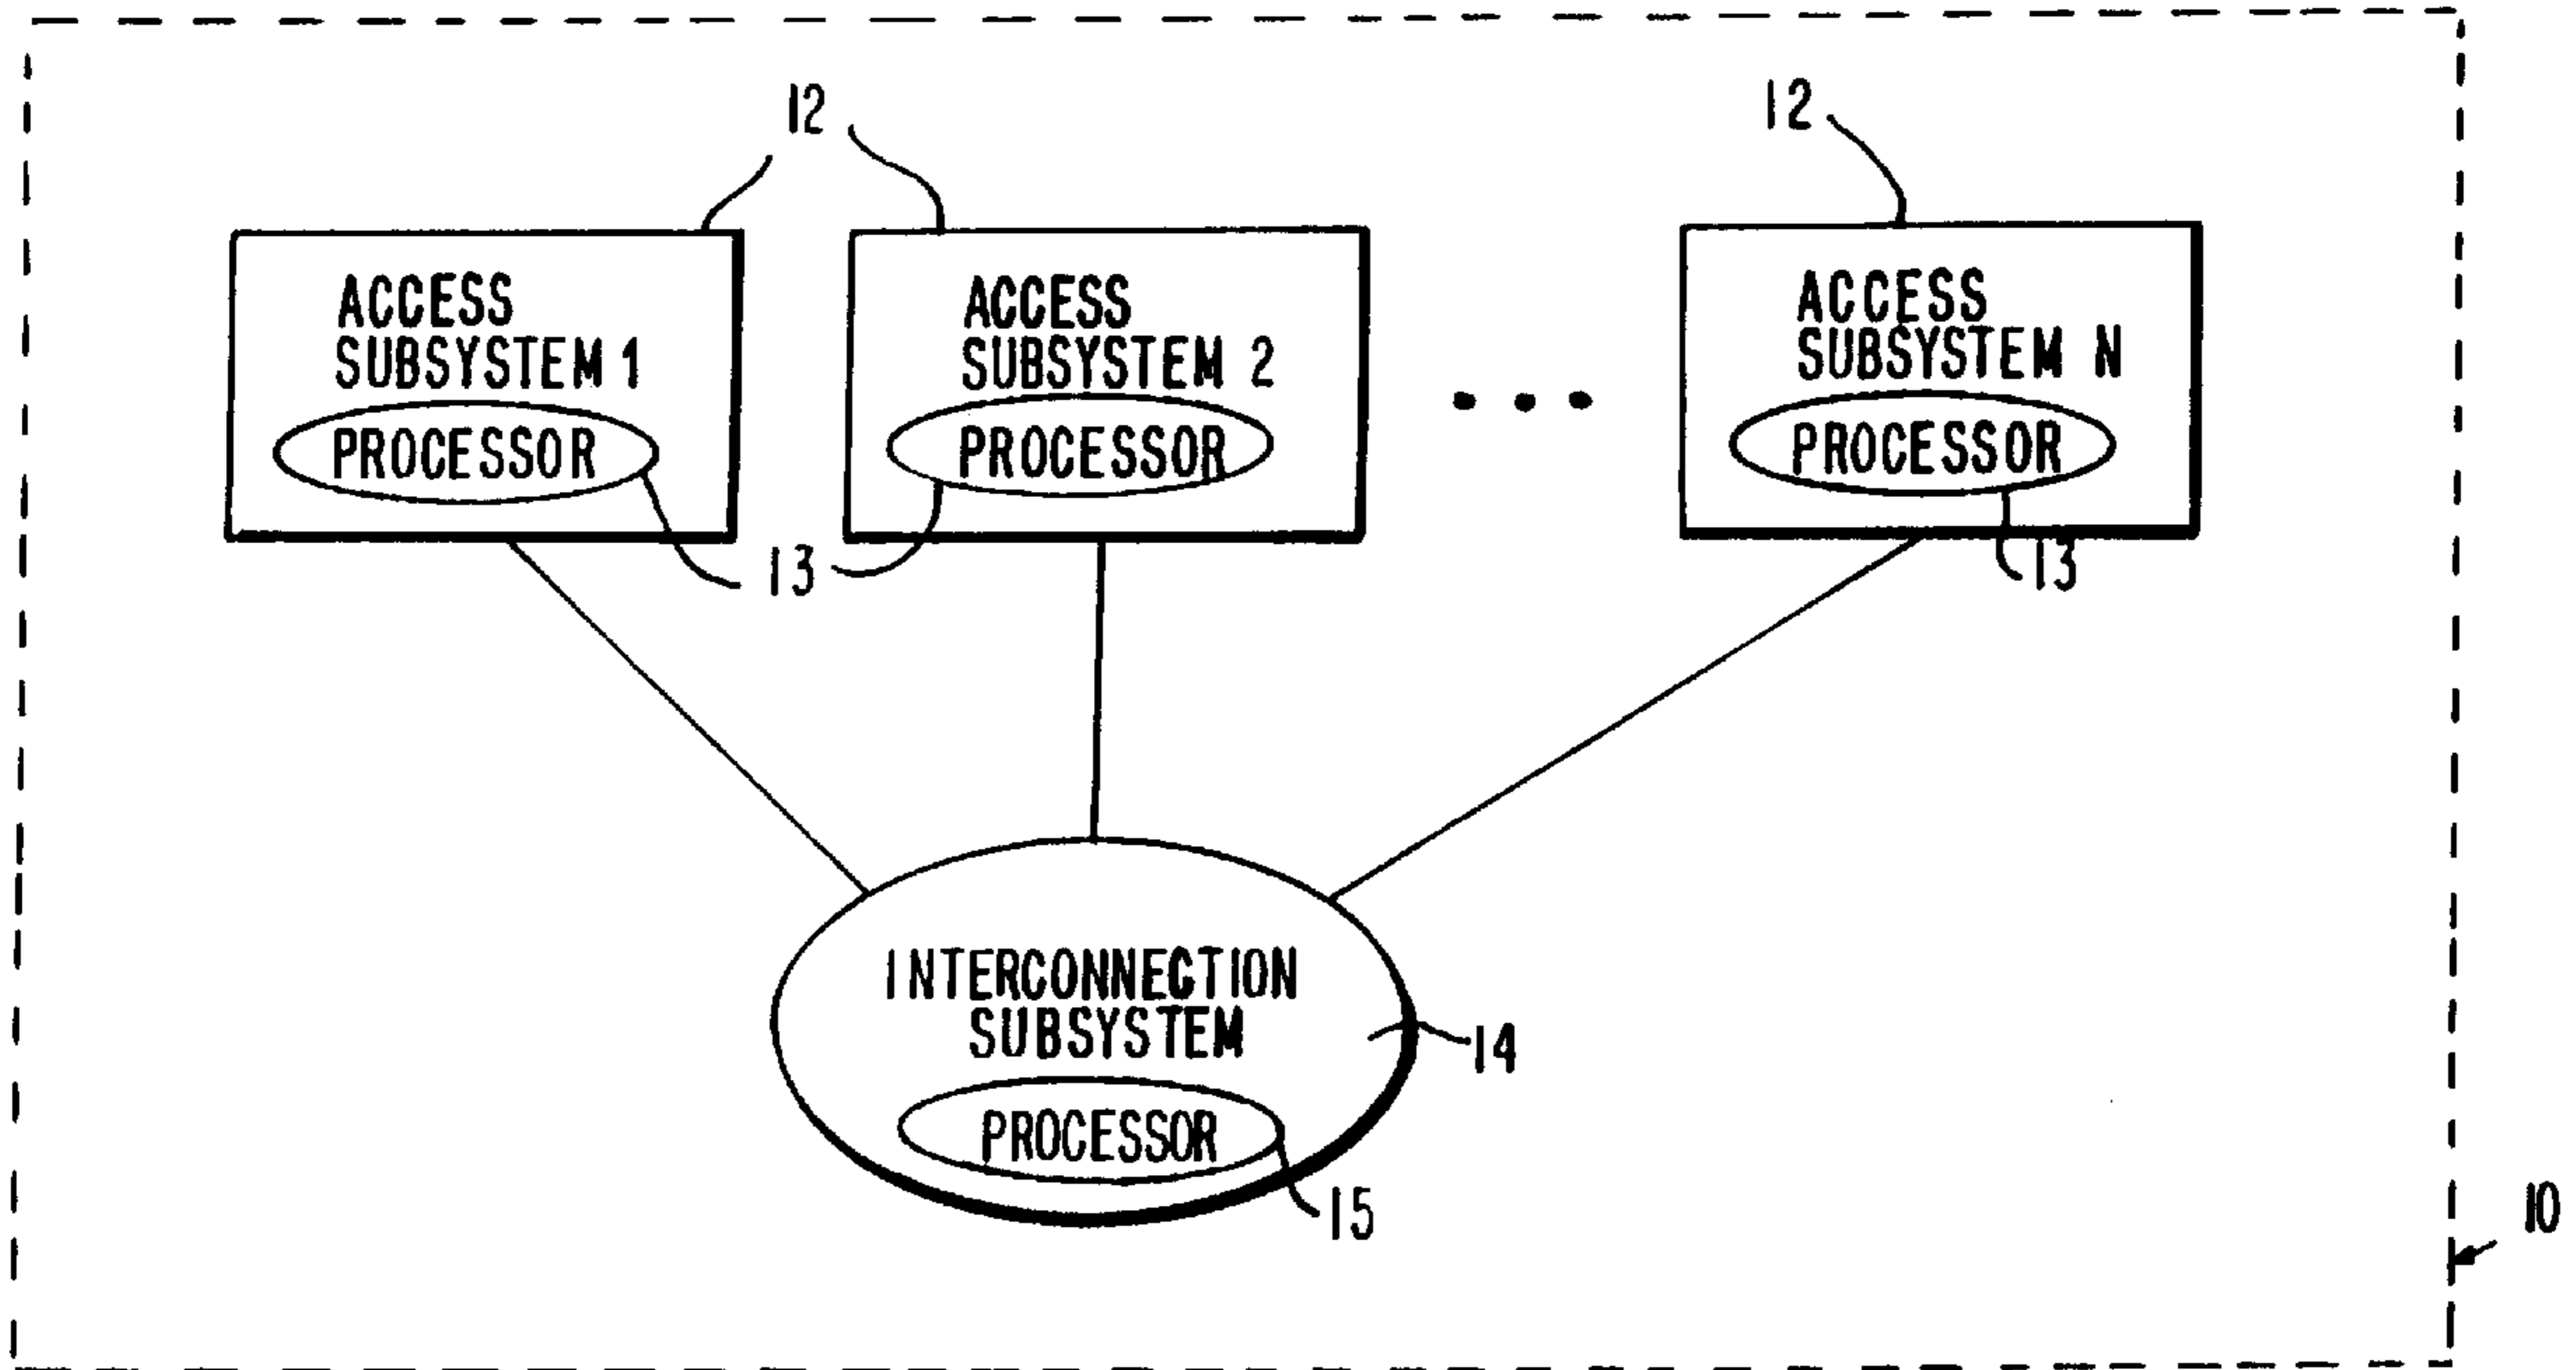 12
12
ACCESS
SUBSYSTEM 1
PROCESSOR
ACCESS
SUBSYSTEM 2
PROCESSOR
ACCESS
SUBSYSTEM N
PROCESSOR
13
13
INTERCONNECTION
SUBSYSTEM
14
PROCESSOR
15
10